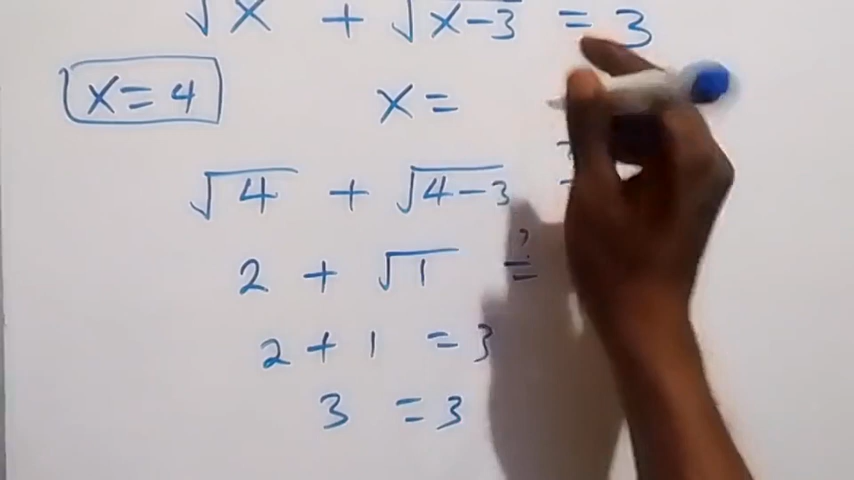 √x + √x-3 = 3
x = 4
x =
√4 + √4-3
2 + √1 ≟
2 + 1 = 3
3 = 3